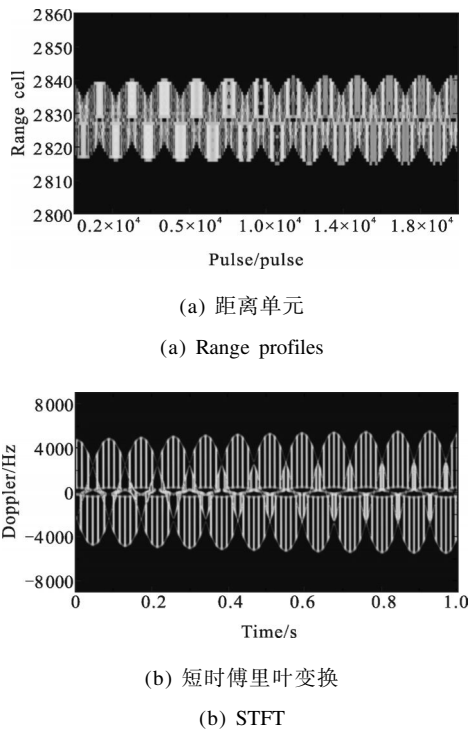 2860
2840
2830
2820
2810
2800
Range cell
0.2×10⁴ 0.5×10⁴ 1.0×10⁴ 1.4×10⁴ 1.8×10⁴
Pulse/pulse
(a) 距离单元
(a) Range profiles
8000
4000
0
−4000
−8000
Doppler/Hz
0 0.2 0.4 0.6 0.8 1.0
Time/s
(b) 短时傅里叶变换
(b) STFT